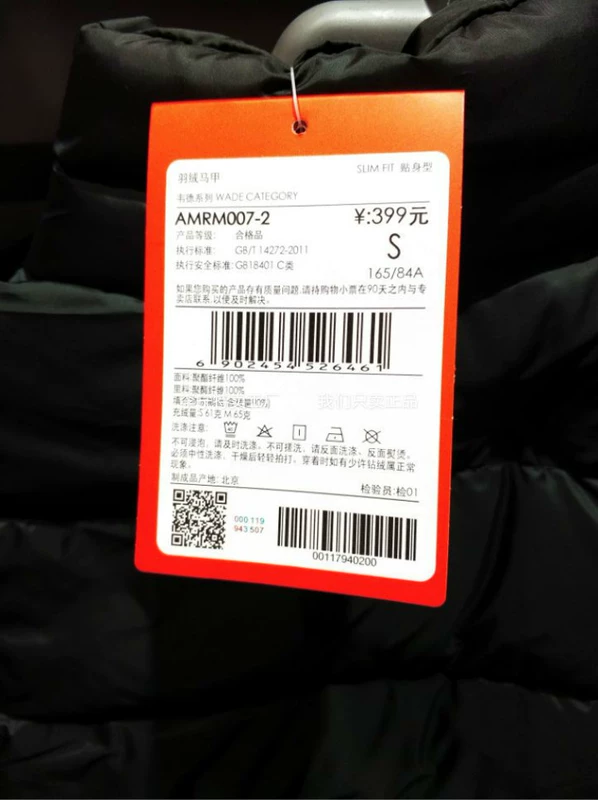 羽绒马甲
SLIM FIT 贴身型
韦德系列 WADE CATEGORY
AMRM007-2
¥:399元
产品等级: 合格品
S
执行标准: GB/T 14272-2011
执行安全标准:GB18401 C类
165/84A
如果您购买的产品存有质量问题,请待购物小票在90天之内与专
卖店联系,以便及时解决。
6 902454 526461
面料:聚酯纤维100%
里料:聚酯纤维100%
填充物:
充绒量:S 61克 M 65克
洗涤注意:
不可浸泡, 请及时洗涤、不可搓洗, 请反面洗涤、反面熨烫。
必须中性洗涤、干燥后轻轻拍打, 穿着时如有少许钻绒属正常
现象。
制成品产地: 北京
检验员:检01
000 119
943 507
00117940200